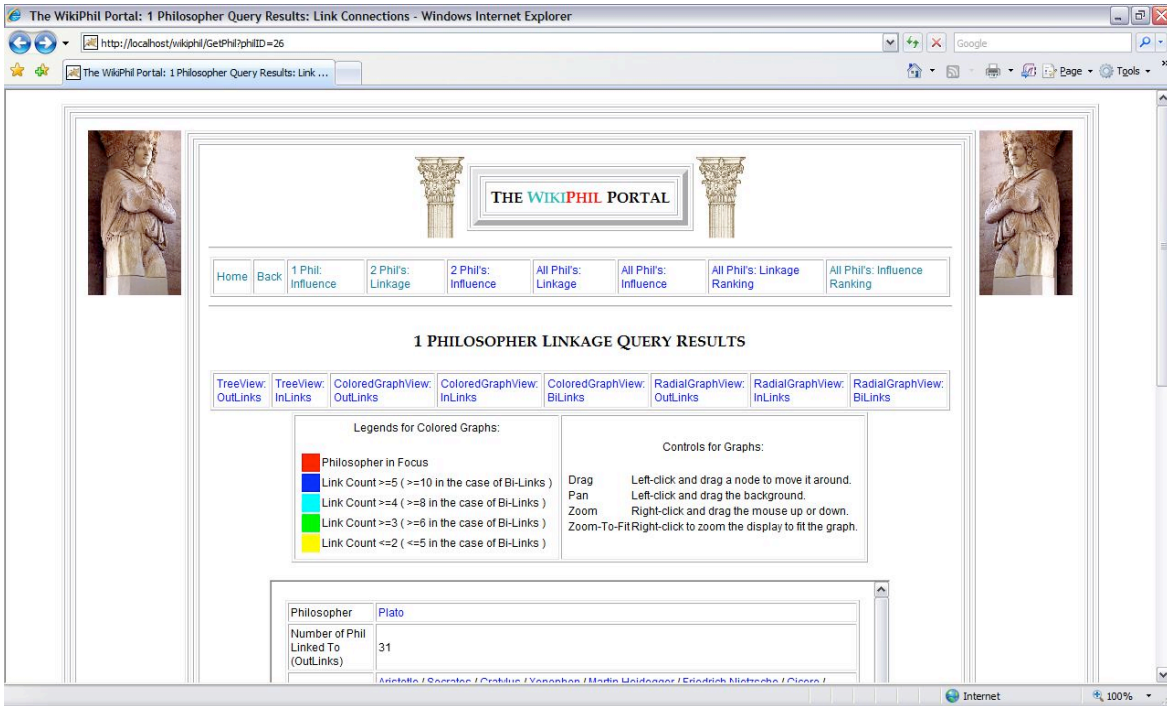 The WikiPhil Portal: 1 Philosopher Query Results: Link Connections - Windows Internet Explorer
http://localhost/wikiphil/GetPhil?philID=26
Google
The WikiPhil Portal: 1 Philosopher Query Results: Link ...
Page
Tools
THE WIKIPHIL PORTAL
Home Back 1 Phil: 2 Phil's: 2 Phil's: All Phil's: All Phil's: All Phil's: Linkage All Phil's: Influence
Influence Linkage Influence Linkage Influence Ranking Ranking
1 PHILOSOPHER LINKAGE QUERY RESULTS
TreeView: TreeView: ColoredGraphView: ColoredGraphView: ColoredGraphView: RadialGraphView: RadialGraphView: RadialGraphView:
OutLinks InLinks OutLinks InLinks BiLinks OutLinks InLinks BiLinks
Legends for Colored Graphs:
Philosopher in Focus
Link Count >=5 ( >=10 in the case of Bi-Links )
Link Count >=4 ( >=8 in the case of Bi-Links )
Link Count >=3 ( >=6 in the case of Bi-Links )
Link Count <=2 ( <=5 in the case of Bi-Links )
Controls for Graphs:
Drag Left-click and drag a node to move it around.
Pan Left-click and drag the background.
Zoom Right-click and drag the mouse up or down.
Zoom-To-Fit Right-click to zoom the display to fit the graph.
Philosopher Plato
Number of Phil
Linked To 31
(OutLinks)
Aristotle / Socrates / Cratylus / Xenophon / Martin Heidegger / Friedrich Nietzsche / Cicero /
Internet
100%